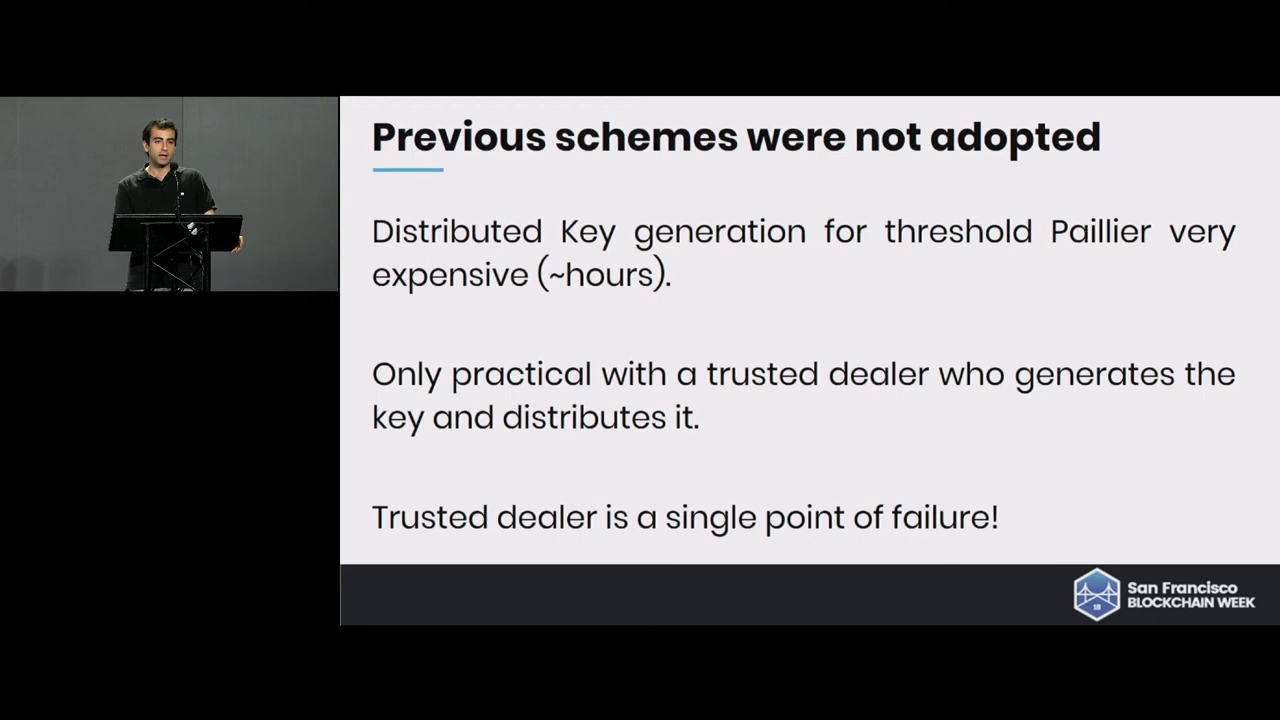 Previous schemes were not adopted
Distributed Key generation for threshold Paillier very
expensive (~hours).
Only practical with a trusted dealer who generates the
key and distributes it.
Trusted dealer is a single point of failure!
18
San Francisco
BLOCKCHAIN WEEK